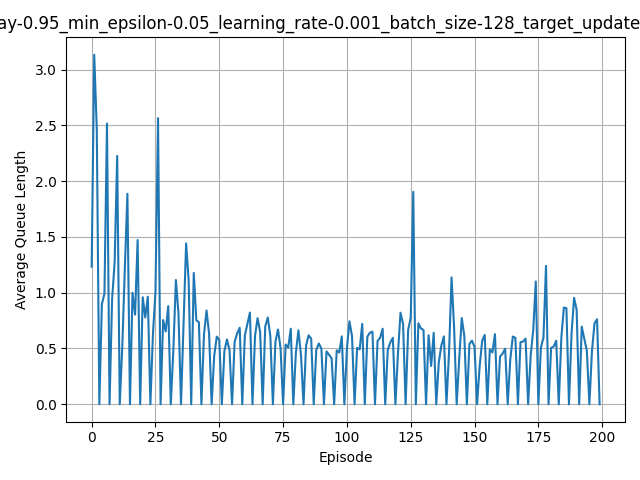 ay-0.95_min_epsilon-0.05_learning_rate-0.001_batch_size-128_target_update
Average Queue Length
3.0
2.5
2.0
1.5
1.0
0.5
0.0
0 25 50 75 100 125 150 175 200
Episode